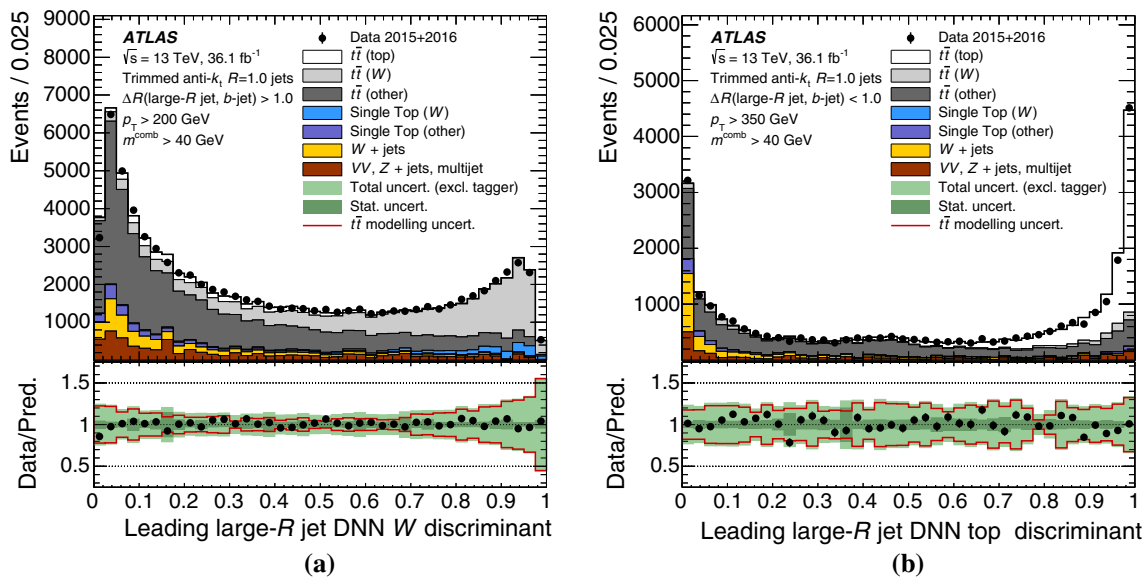 ATLAS
√s = 13 TeV, 36.1 fb⁻¹
Trimmed anti-kₜ R=1.0 jets
ΔR(large-R jet, b-jet) > 1.0
p_T > 200 GeV
m^comb > 40 GeV
Data 2015+2016
tt̄ (top)
tt̄ (W)
tt̄ (other)
Single Top (W)
Single Top (other)
W + jets
VV, Z + jets, multijet
Total uncert. (excl. tagger)
Stat. uncert.
tt̄ modelling uncert.
Events / 0.025
9000
8000
7000
6000
5000
4000
3000
2000
1000
Data/Pred.
1.5
1
0.5
0 0.1 0.2 0.3 0.4 0.5 0.6 0.7 0.8 0.9 1
Leading large-R jet DNN W discriminant
(a)
ATLAS
√s = 13 TeV, 36.1 fb⁻¹
Trimmed anti-kₜ R=1.0 jets
ΔR(large-R jet, b-jet) < 1.0
p_T > 350 GeV
m^comb > 40 GeV
Data 2015+2016
tt̄ (top)
tt̄ (W)
tt̄ (other)
Single Top (W)
Single Top (other)
W + jets
VV, Z + jets, multijet
Total uncert. (excl. tagger)
Stat. uncert.
tt̄ modelling uncert.
Events / 0.025
6000
5000
4000
3000
2000
1000
Data/Pred.
1.5
1
0.5
0 0.1 0.2 0.3 0.4 0.5 0.6 0.7 0.8 0.9 1
Leading large-R jet DNN top discriminant
(b)